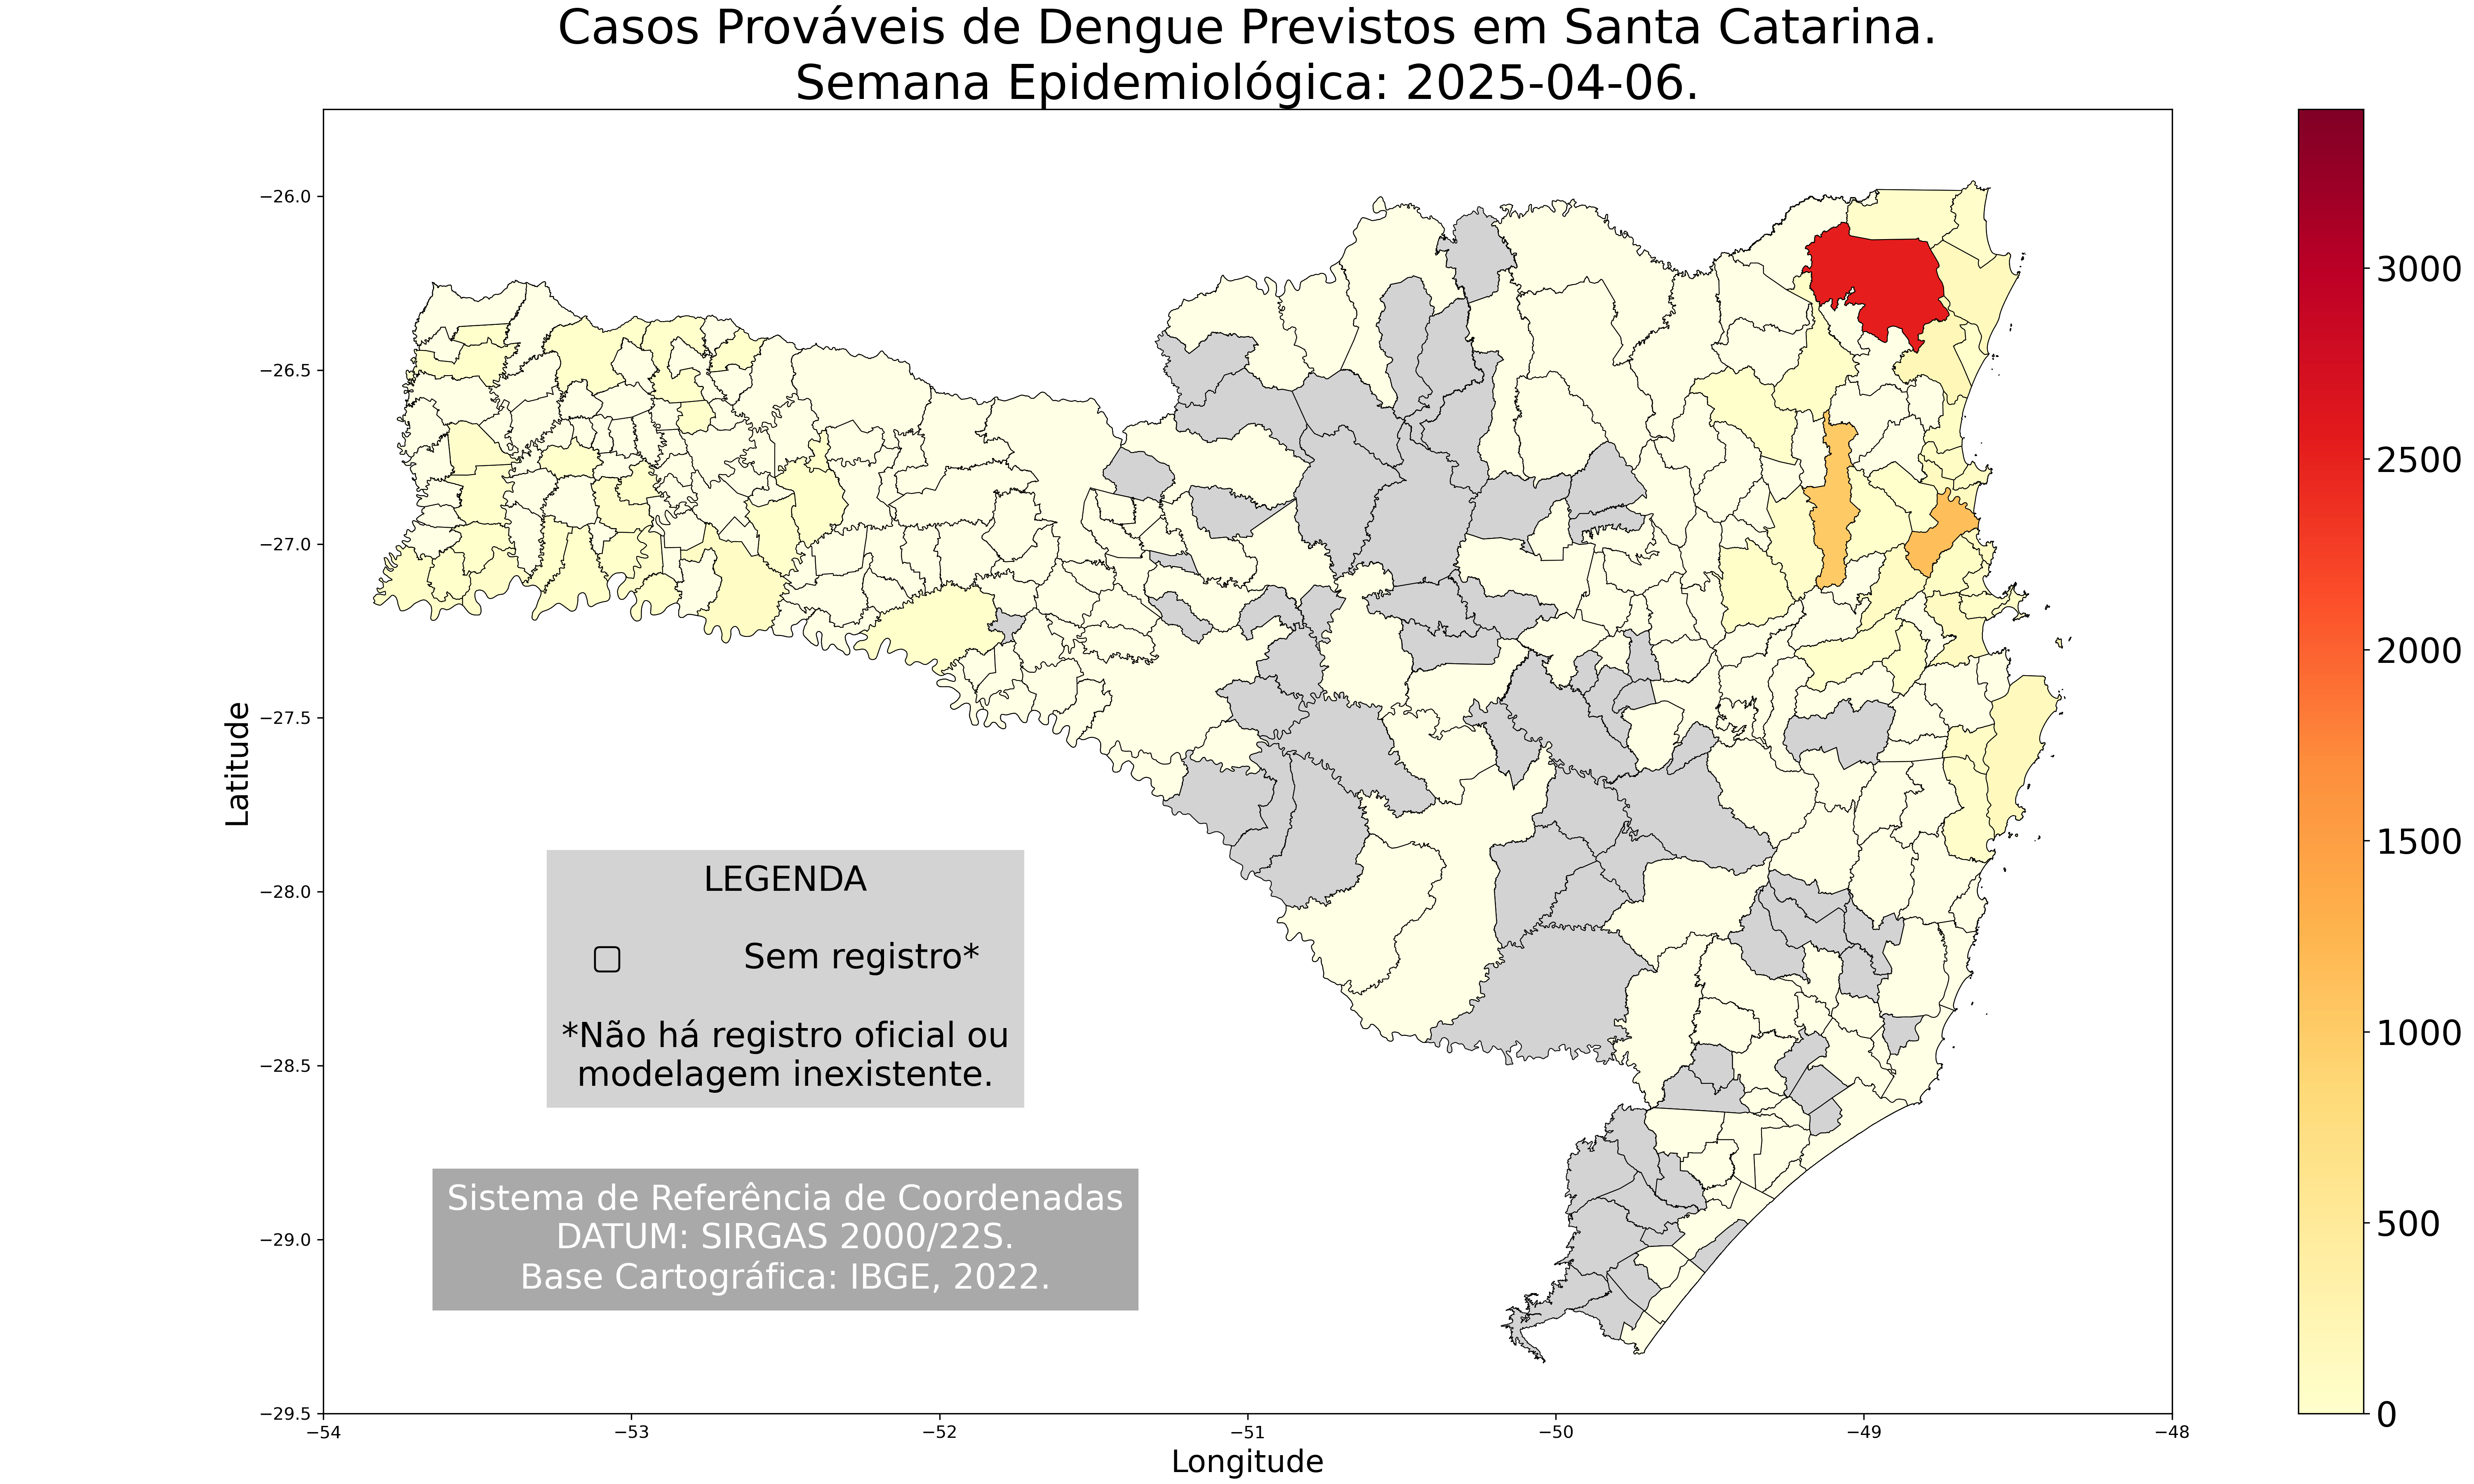 Casos Prováveis de Dengue Previstos em Santa Catarina.
Semana Epidemiológica: 2025-04-06.
−26.0
−26.5
−27.0
−27.5
−28.0
−28.5
−29.0
−29.5
Latitude
LEGENDA
Sem registro*
*Não há registro oficial ou
modelagem inexistente.
Sistema de Referência de Coordenadas
DATUM: SIRGAS 2000/22S.
Base Cartográfica: IBGE, 2022.
−54
−53
−52
−51
−50
−49
−48
Longitude
3000
2500
2000
1500
1000
500
0